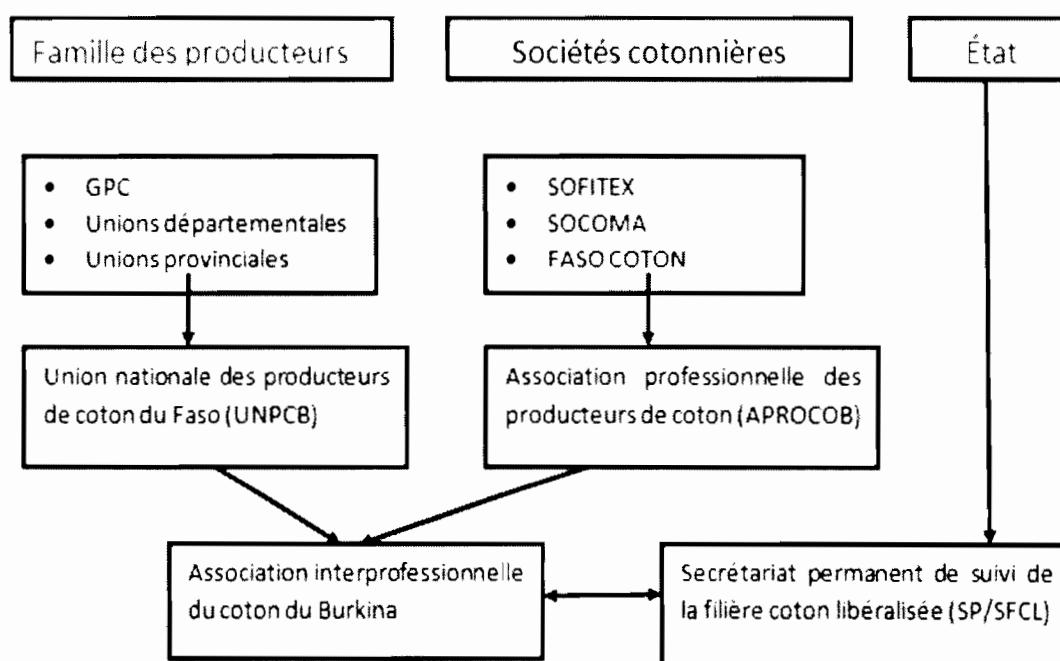 Famille des producteurs
Sociétés cotonnières
État
• GPC
• Unions départementales
• Unions provinciales
• SOFITEX
• SOCOMA
• FASO COTON
Union nationale des producteurs
de coton du Faso (UNPCB)
Association professionnelle des
producteurs de coton (APROCOB)
Association interprofessionnelle
du coton du Burkina
Secrétariat permanent de suivi de
la filière coton libéralisée (SP/SFCL)